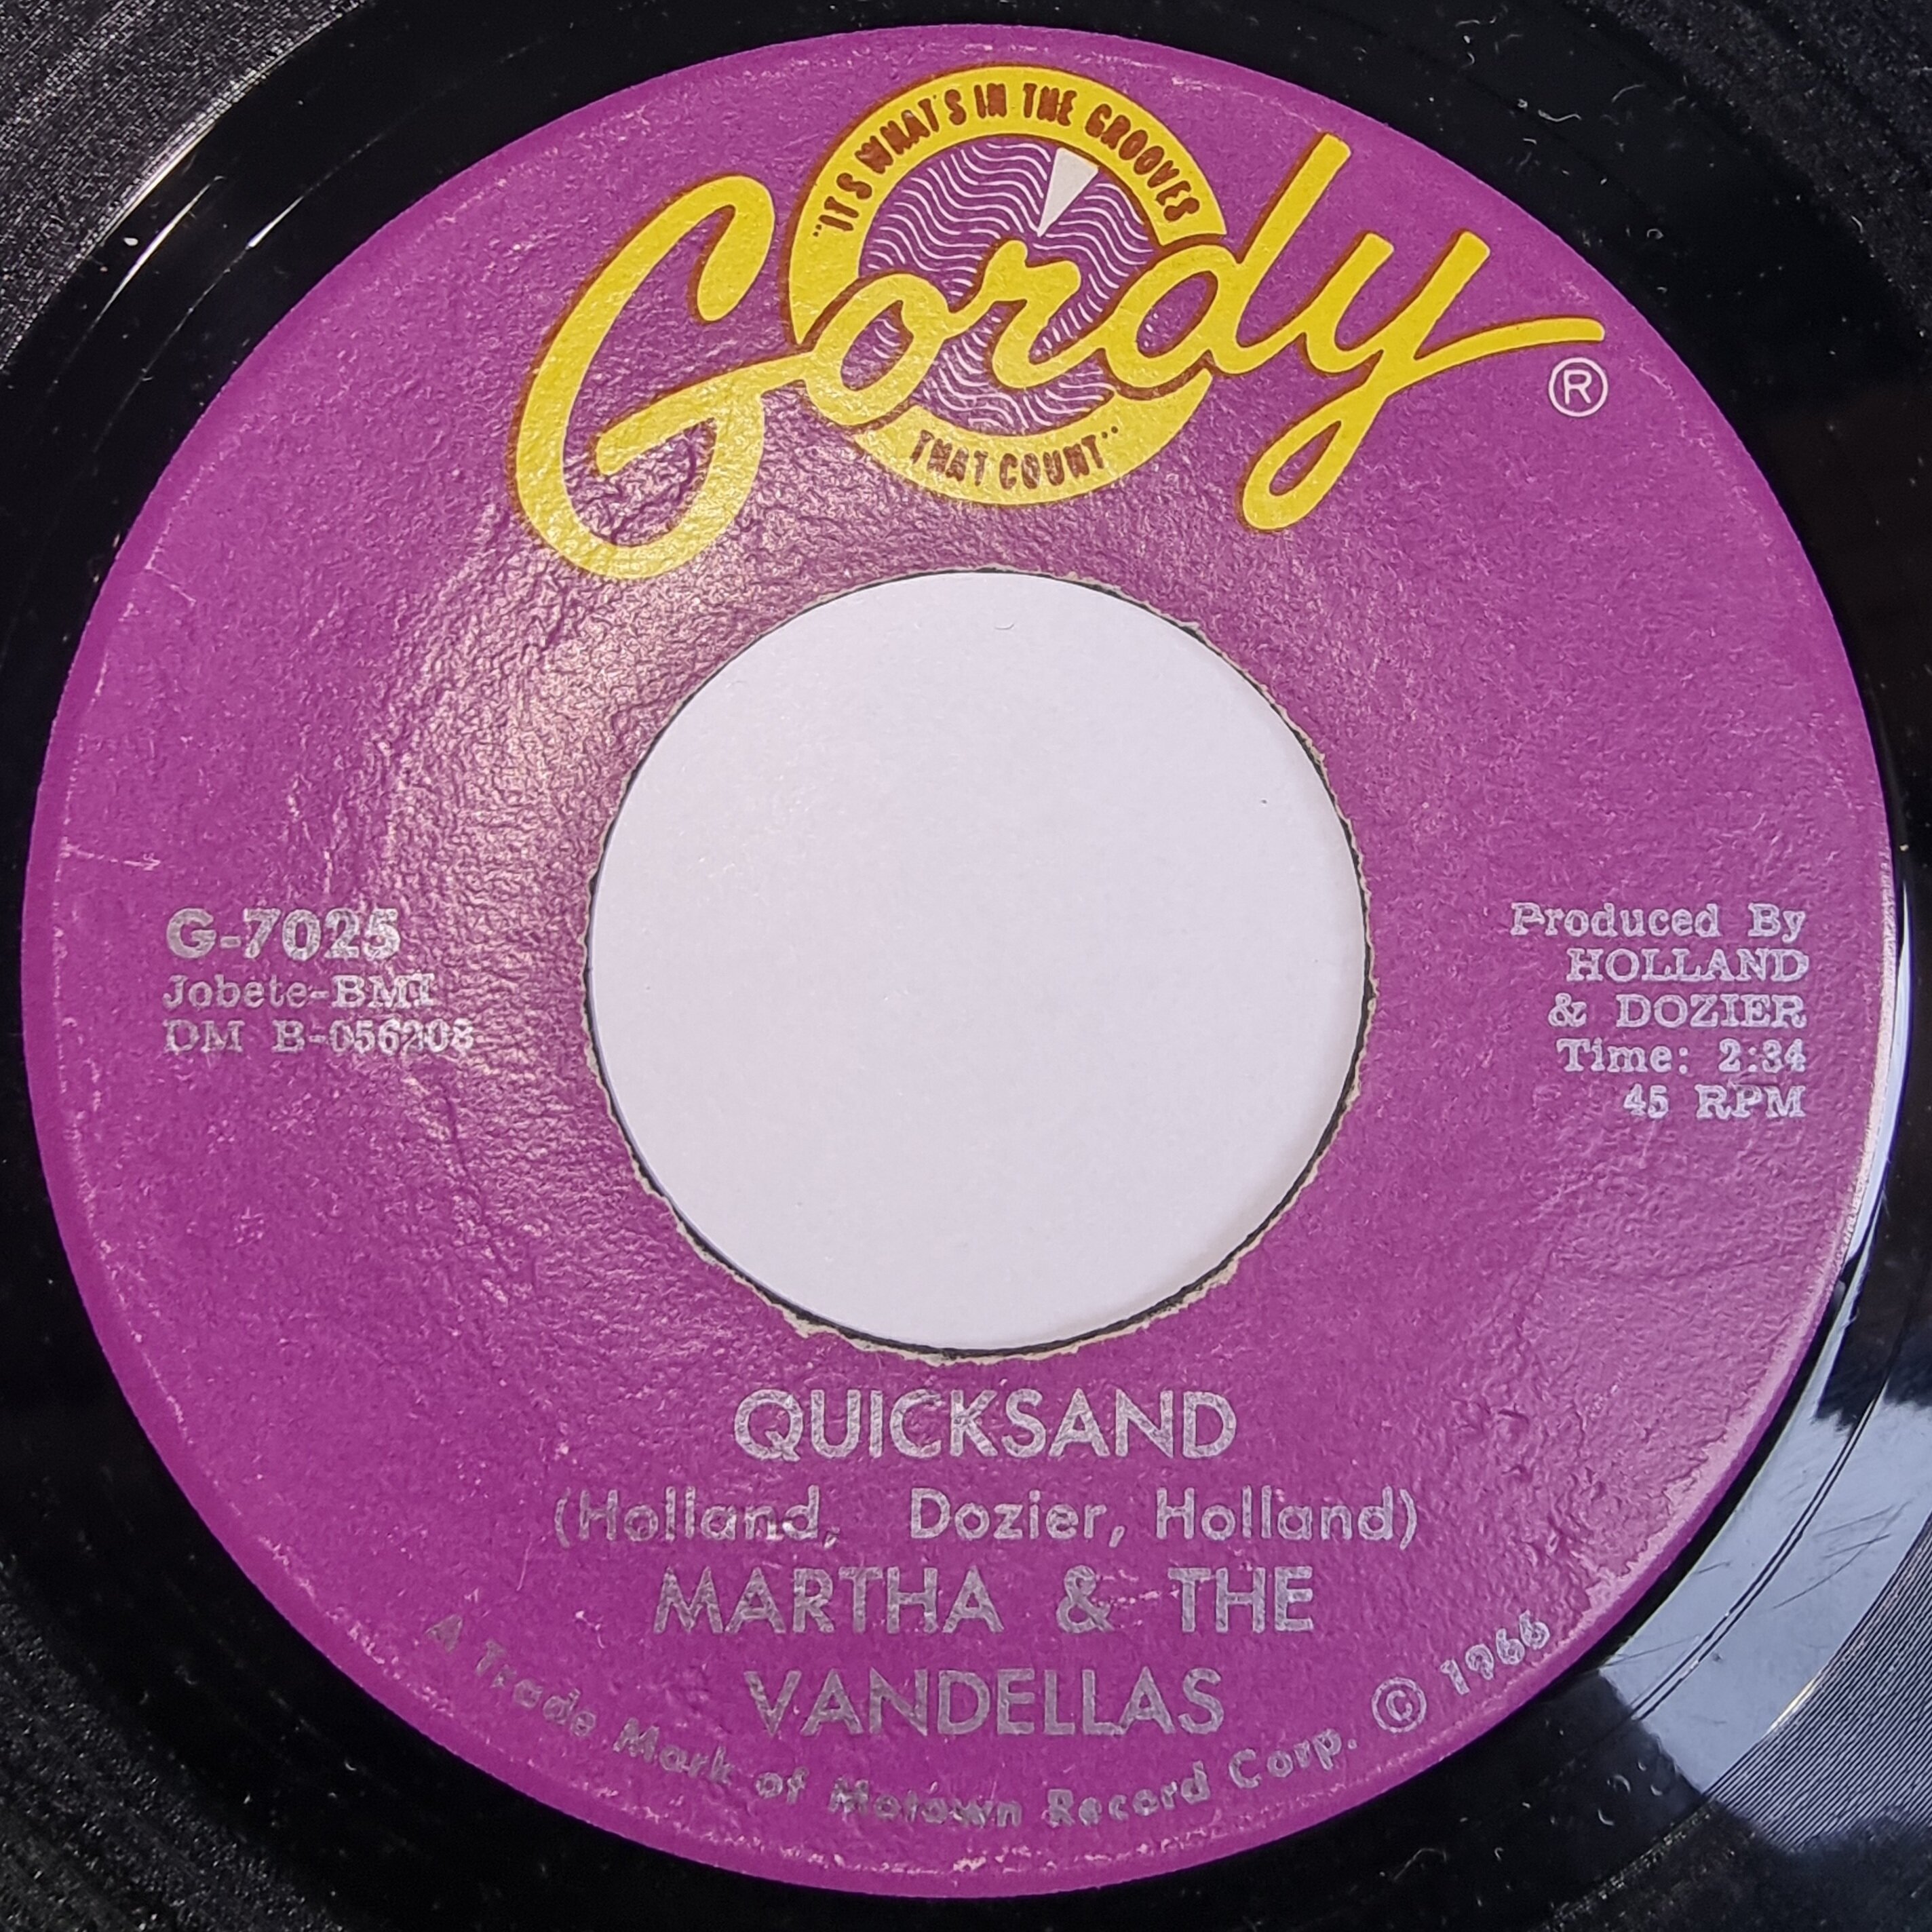 "IT'S WHAT'S IN THE GROOVES
Gordy
®
THAT COUNT"
G-7025
Jobete-BMI
DM B-056208
Produced By
HOLLAND
& DOZIER
Time: 2:34
45 RPM
QUICKSAND
(Holland, Dozier, Holland)
MARTHA & THE
VANDELLAS
A Trade Mark of Motown Record Corp. © 1966